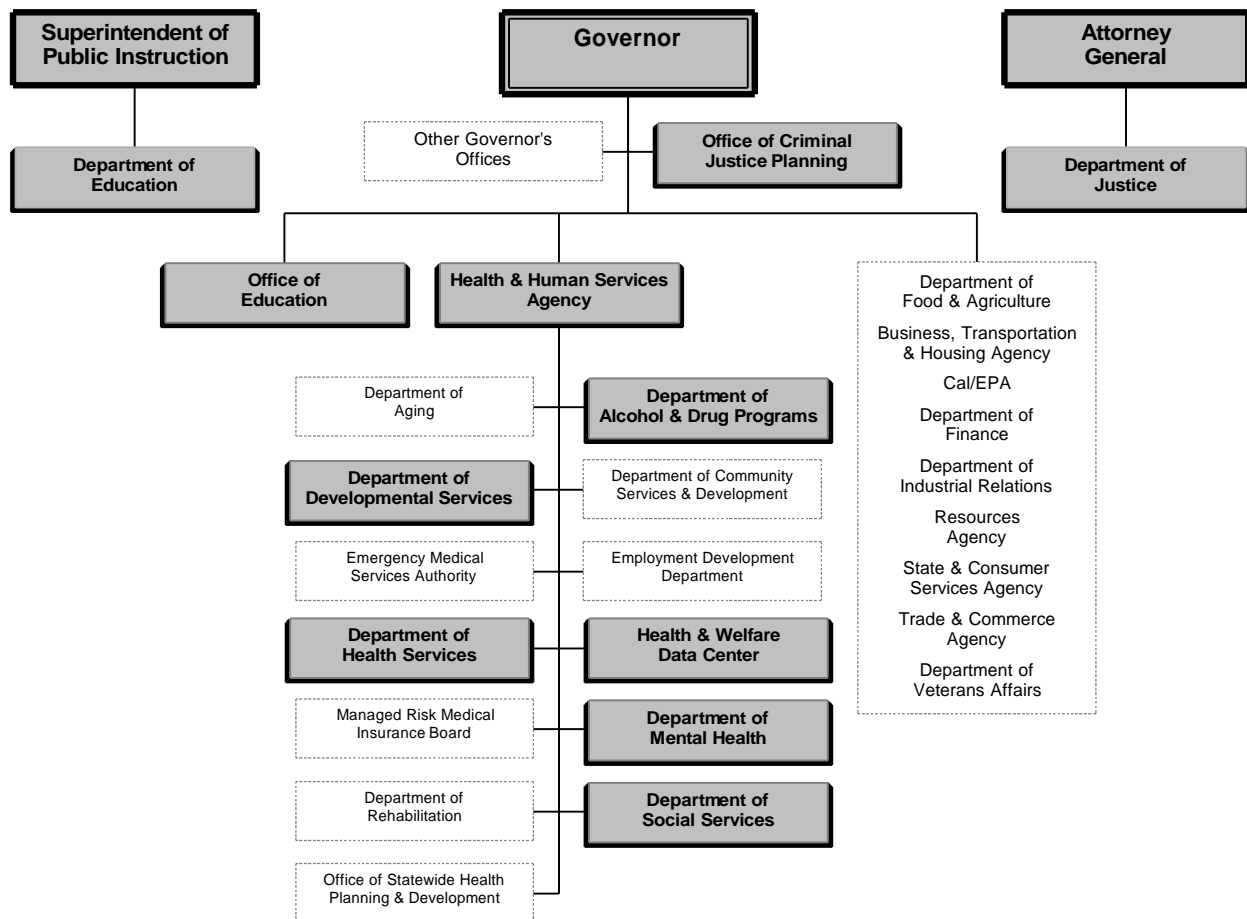 Superintendent of
Public Instruction
Governor
Attorney
General
Other Governor's
Offices
Office of Criminal
Justice Planning
Department of
Education
Department of
Justice
Office of
Education
Health & Human Services
Agency
Department of
Food & Agriculture
Business, Transportation
& Housing Agency
Cal/EPA
Department of
Finance
Department of
Industrial Relations
Resources
Agency
State & Consumer
Services Agency
Trade & Commerce
Agency
Department of
Veterans Affairs
Department of
Aging
Department of
Alcohol & Drug Programs
Department of
Developmental Services
Department of Community
Services & Development
Emergency Medical
Services Authority
Employment Development
Department
Department of
Health Services
Health & Welfare
Data Center
Managed Risk Medical
Insurance Board
Department of
Mental Health
Department of
Rehabilitation
Department of
Social Services
Office of Statewide Health
Planning & Development